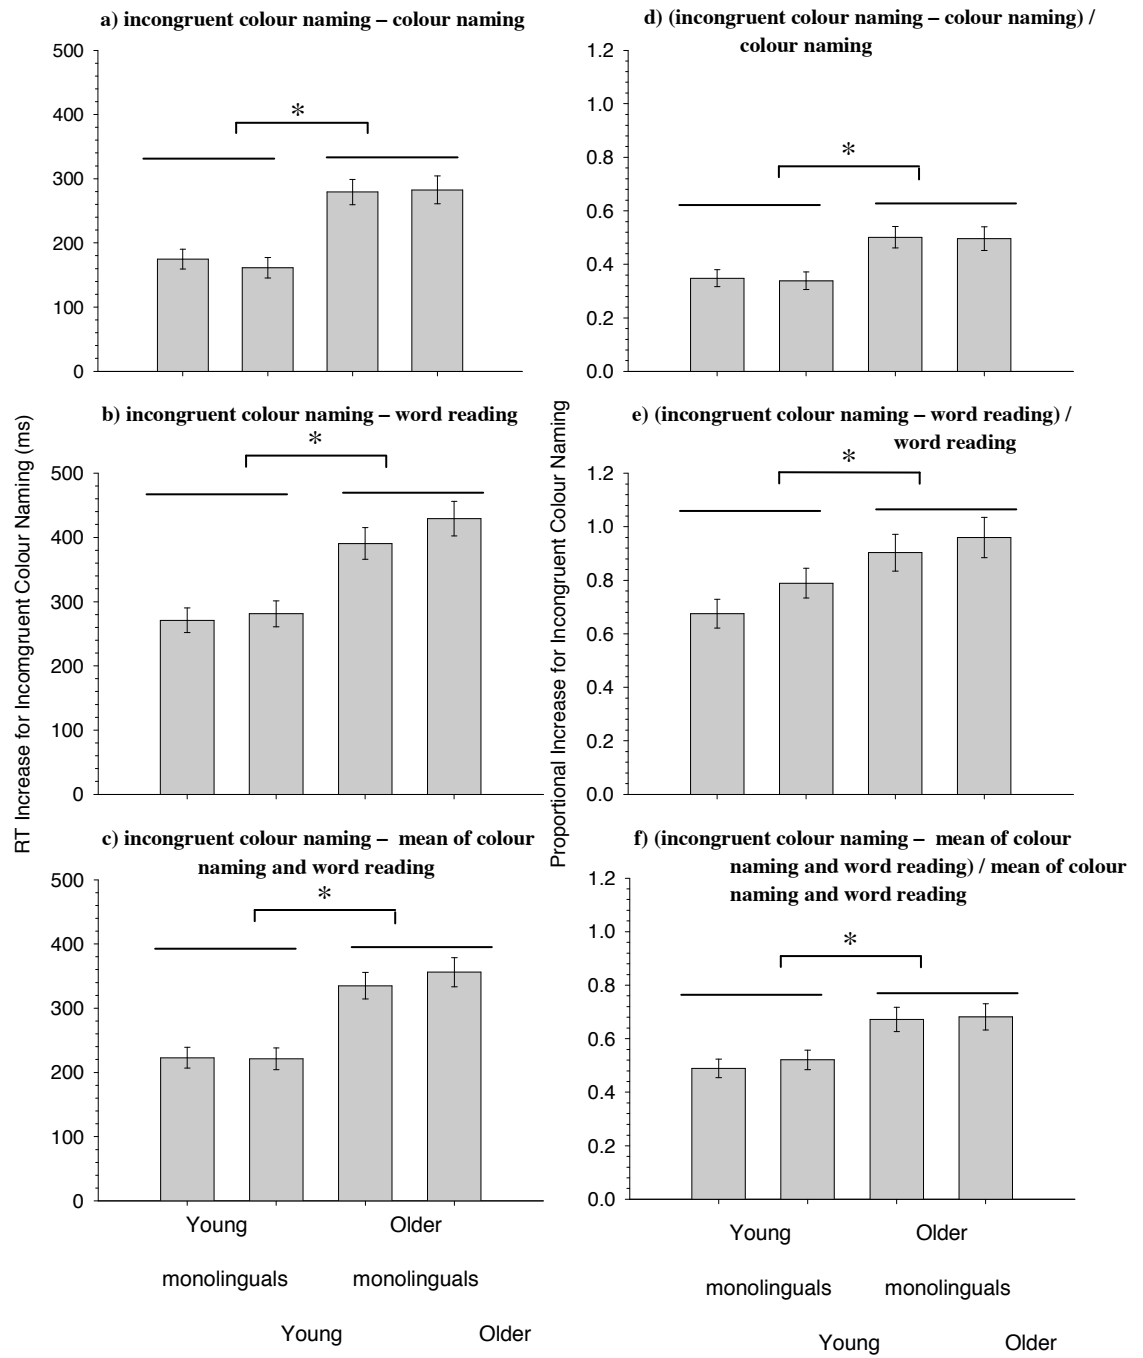 a) incongruent colour naming – colour naming
500
400
300
200
100
0
*
d) (incongruent colour naming – colour naming) /
colour naming
1.2
1.0
0.8
0.6
0.4
0.2
0.0
*
RT Increase for Incomgruent Colour Naming (ms)
b) incongruent colour naming – word reading
500
400
300
200
100
0
*
Proportional Increase for Incongruent Colour Naming
e) (incongruent colour naming – word reading) /
word reading
1.2
1.0
0.8
0.6
0.4
0.2
0.0
*
c) incongruent colour naming – mean of colour
naming and word reading
500
400
300
200
100
0
*
Young Older
monolinguals monolinguals
Young Older
f) (incongruent colour naming – mean of colour
naming and word reading) / mean of colour
naming and word reading
1.2
1.0
0.8
0.6
0.4
0.2
0.0
*
Young Older
monolinguals monolinguals
Young Older